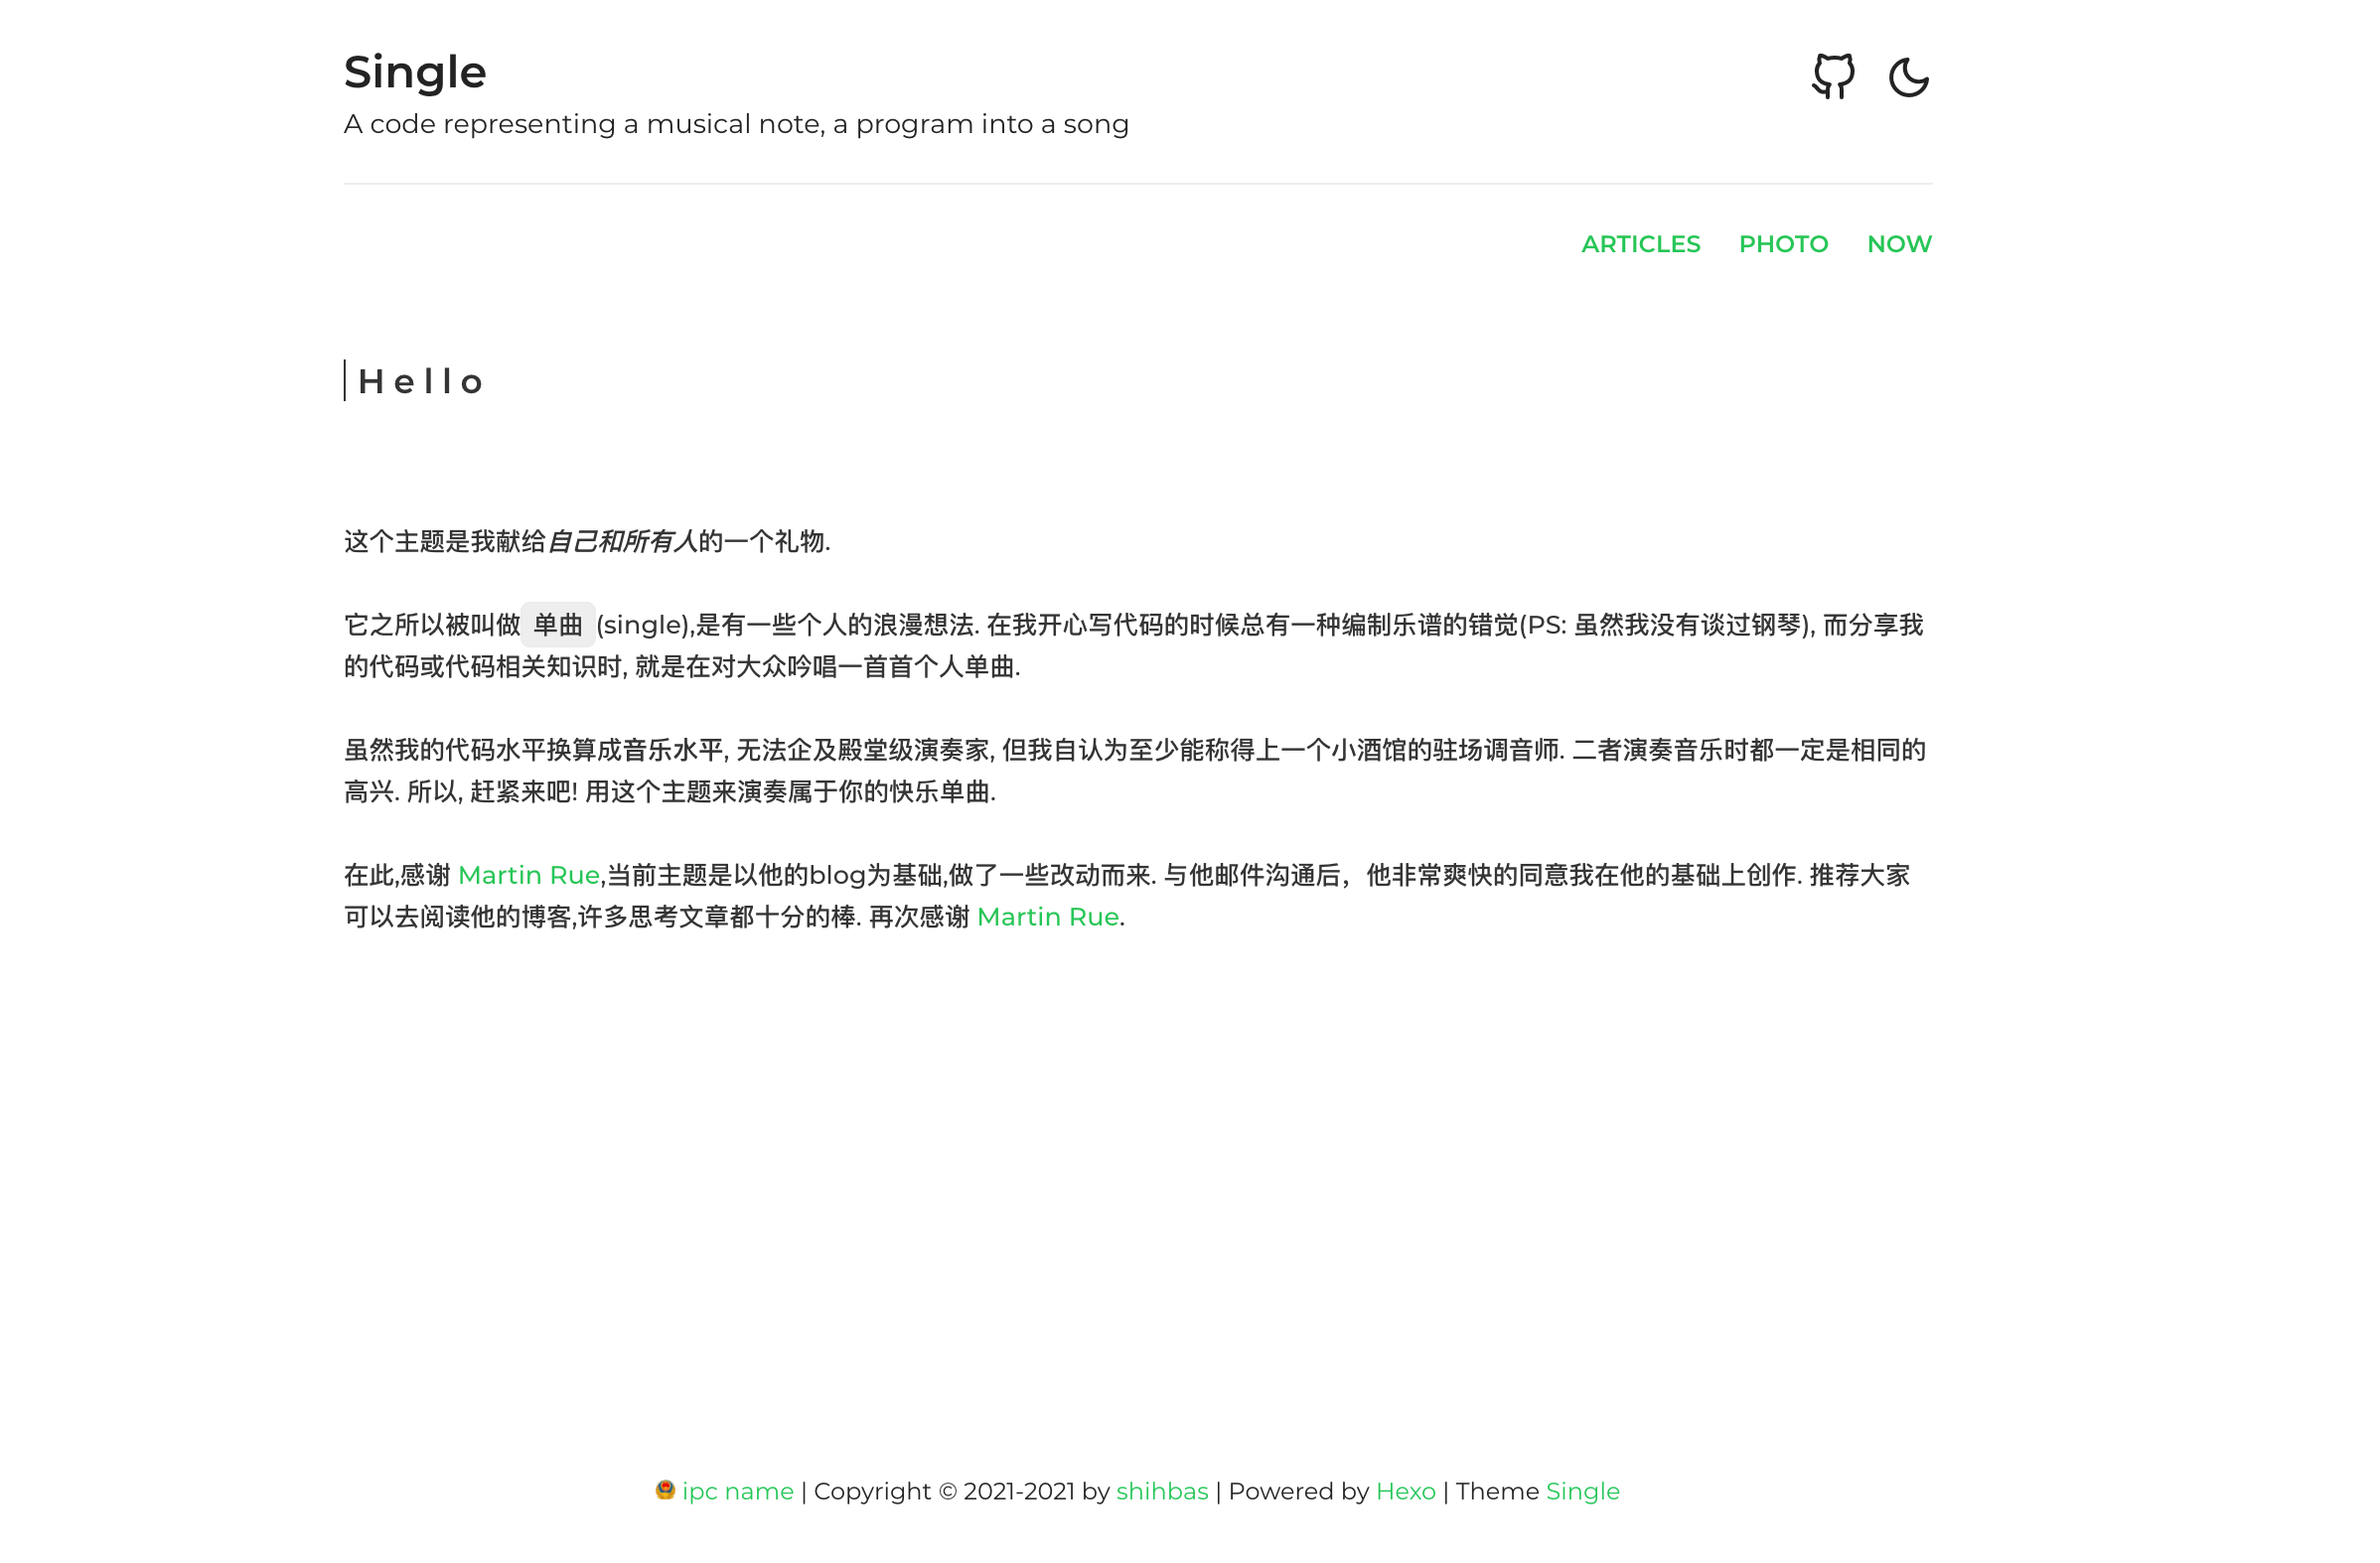 Single
A code representing a musical note, a program into a song
ARTICLES PHOTO NOW
Hello
这个主题是我献给自己和所有人的一个礼物.
它之所以被叫做 单曲 (single),是有一些个人的浪漫想法. 在我开心写代码的时候总有一种编制乐谱的错觉(PS: 虽然我没有谈过钢琴), 而分享我
的代码或代码相关知识时, 就是在对大众吟唱一首首个人单曲.
虽然我的代码水平换算成音乐水平, 无法企及殿堂级演奏家, 但我自认为至少能称得上一个小酒馆的驻场调音师. 二者演奏音乐时都一定是相同的
高兴. 所以, 赶紧来吧! 用这个主题来演奏属于你的快乐单曲.
在此,感谢 Martin Rue,当前主题是以他的blog为基础,做了一些改动而来. 与他邮件沟通后，他非常爽快的同意我在他的基础上创作. 推荐大家
可以去阅读他的博客,许多思考文章都十分的棒. 再次感谢 Martin Rue.
ipc name | Copyright © 2021-2021 by shihbas | Powered by Hexo | Theme Single